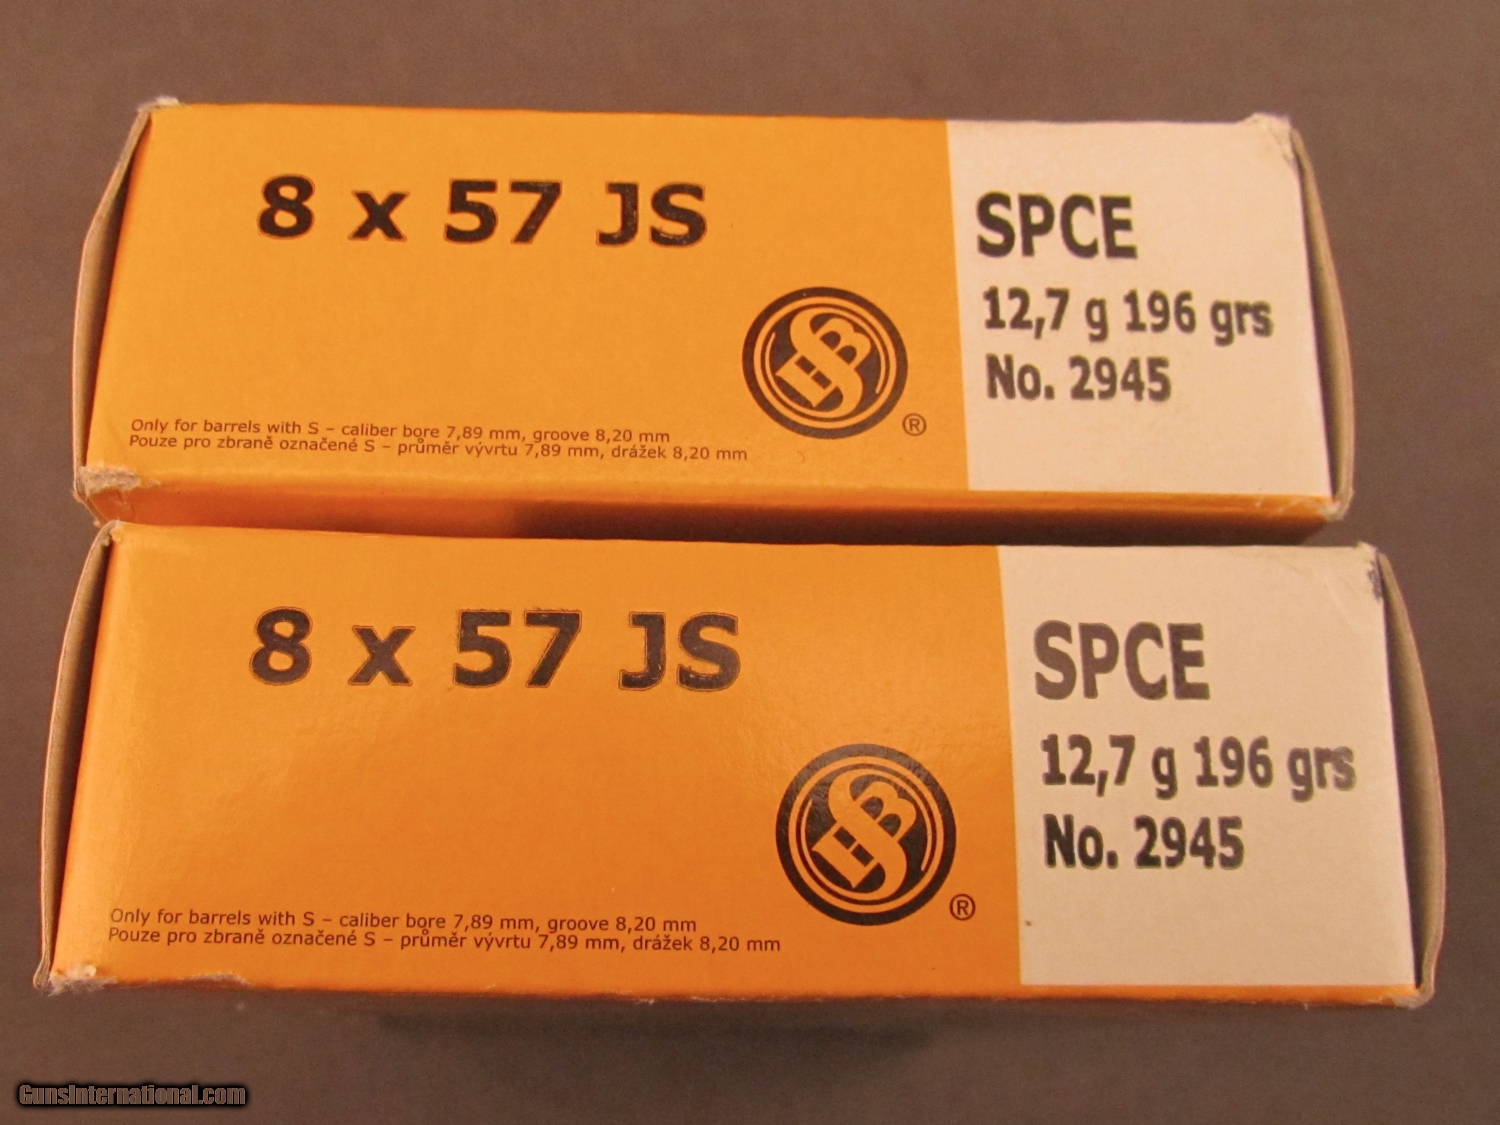 8 x 57 JS
SPCE
12,7 g 196 grs
No. 2945
S&B
®
Only for barrels with S – caliber bore 7,89 mm, groove 8,20 mm
Pouze pro zbraně označené S – průměr vývrtu 7,89 mm, drážek 8,20 mm
8 x 57 JS
SPCE
12,7 g 196 grs
No. 2945
S&B
®
Only for barrels with S – caliber bore 7,89 mm, groove 8,20 mm
Pouze pro zbraně označené S – průměr vývrtu 7,89 mm, drážek 8,20 mm
GunsInternational.com